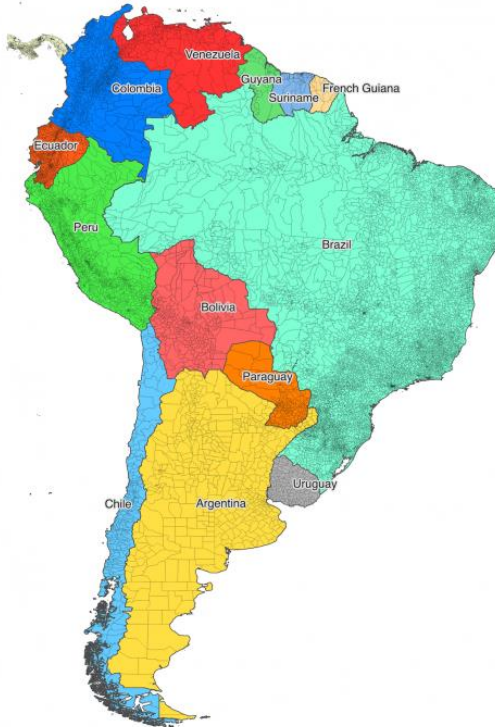 Venezuela
Guyana
Colombia
Suriname
French Guiana
Ecuador
Peru
Brazil
Bolivia
Paraguay
Uruguay
Chile
Argentina